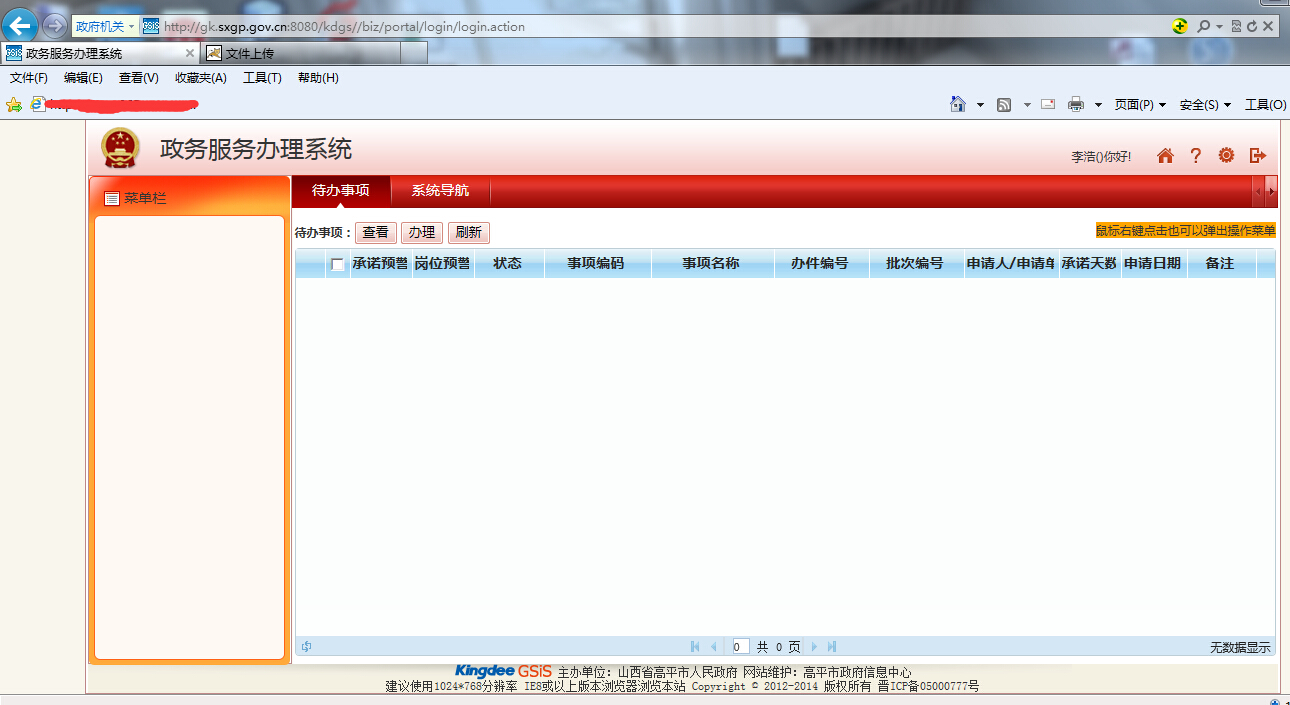 政府机关 http://gk.sxgp.gov.cn:8080/kdgs//biz/portal/login/login.action
政务服务办理系统 文件上传
文件(F) 编辑(E) 查看(V) 收藏夹(A) 工具(T) 帮助(H)
页面(P) 安全(S) 工具(O)
政务服务办理系统
李浩()你好!
菜单栏
待办事项 系统导航
待办事项： 查看 办理 刷新 鼠标右键点击也可以弹出操作菜单
承诺预警 岗位预警 状态 事项编码 事项名称 办件编号 批次编号 申请人/申请单 承诺天数 申请日期 备注
0 共 0 页 无数据显示
Kingdee GSiS 主办单位: 山西省高平市人民政府 网站维护: 高平市政府信息中心
建议使用1024*768分辨率 IE8或以上版本浏览器浏览本站 Copyright © 2012-2014 版权所有 晋ICP备05000777号